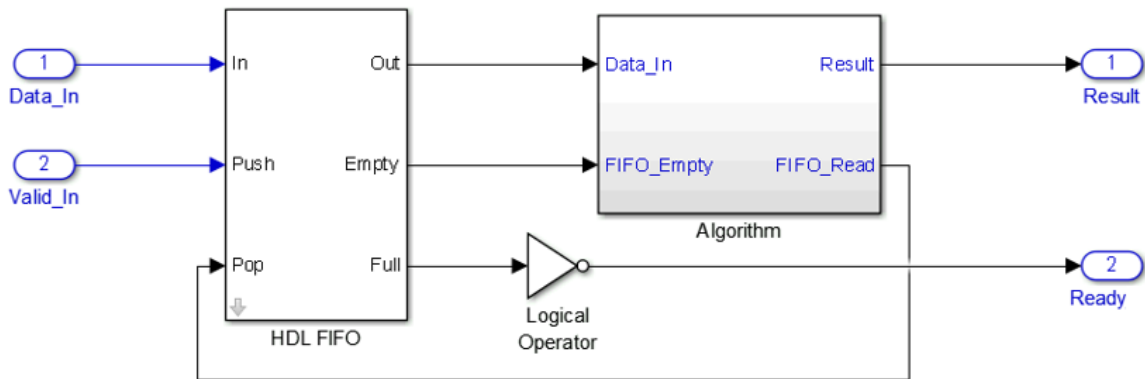 1
Data_In
2
Valid_In
In
Out
Push
Empty
Pop
Full
HDL FIFO
Data_In
Result
FIFO_Empty
FIFO_Read
Algorithm
Logical
Operator
1
Result
2
Ready